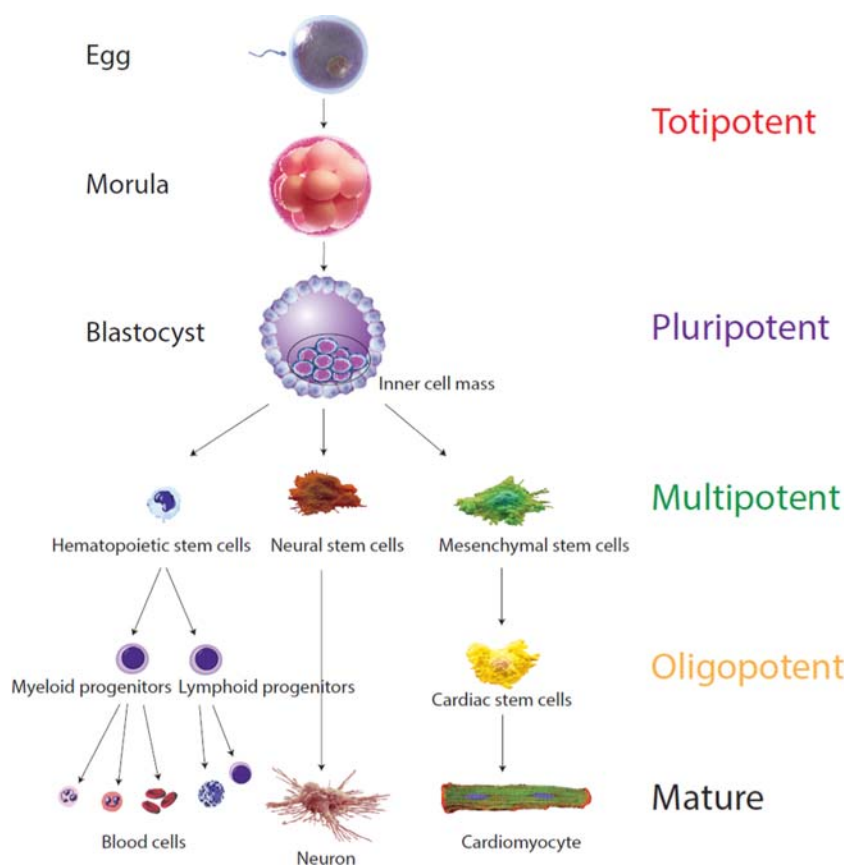 Egg
Totipotent
Morula
Blastocyst
Pluripotent
Inner cell mass
Multipotent
Hematopoietic stem cells
Neural stem cells
Mesenchymal stem cells
Oligopotent
Myeloid progenitors
Lymphoid progenitors
Cardiac stem cells
Mature
Blood cells
Neuron
Cardiomyocyte